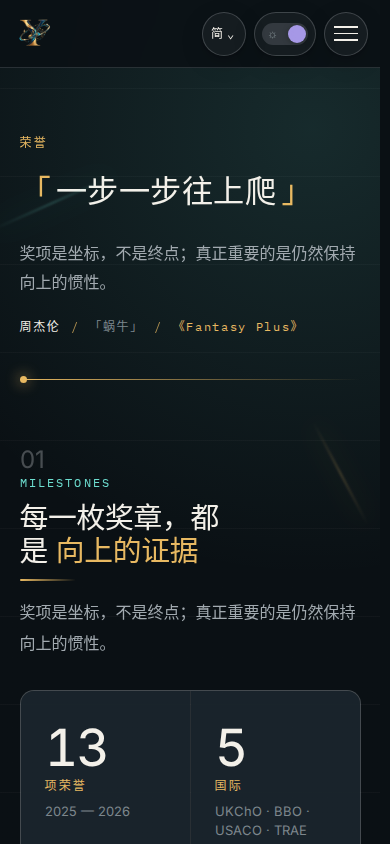 简
荣誉
「一步一步往上爬」
奖项是坐标，不是终点；真正重要的是仍然保持
向上的惯性。
周杰伦 / 「蜗牛」 / 《Fantasy Plus》
01
MILESTONES
每一枚奖章，都
是 向上的证据
奖项是坐标，不是终点；真正重要的是仍然保持
向上的惯性。
13
项荣誉
2025 — 2026
5
国际
UKChO · BBO ·
USACO · TRAE